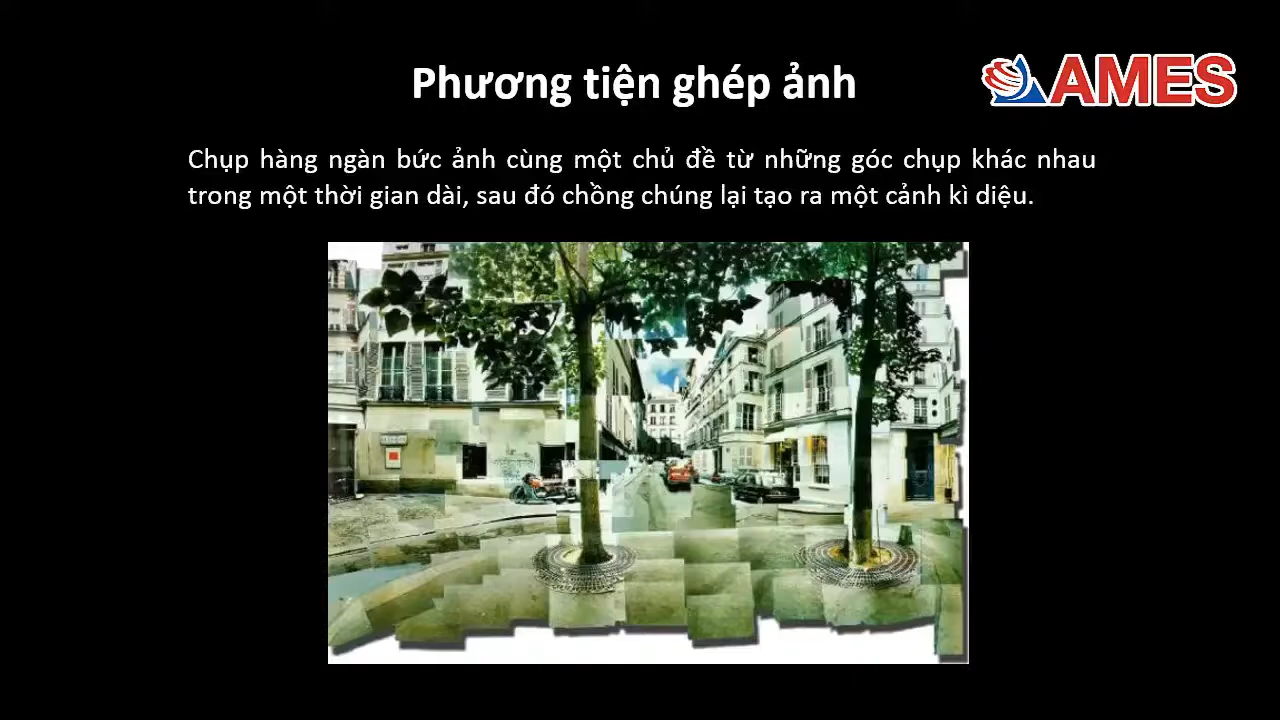 Phương tiện ghép ảnh
AMES
Chụp hàng ngàn bức ảnh cùng một chủ đề từ những góc chụp khác nhau
trong một thời gian dài, sau đó chồng chúng lại tạo ra một cảnh kì diệu.